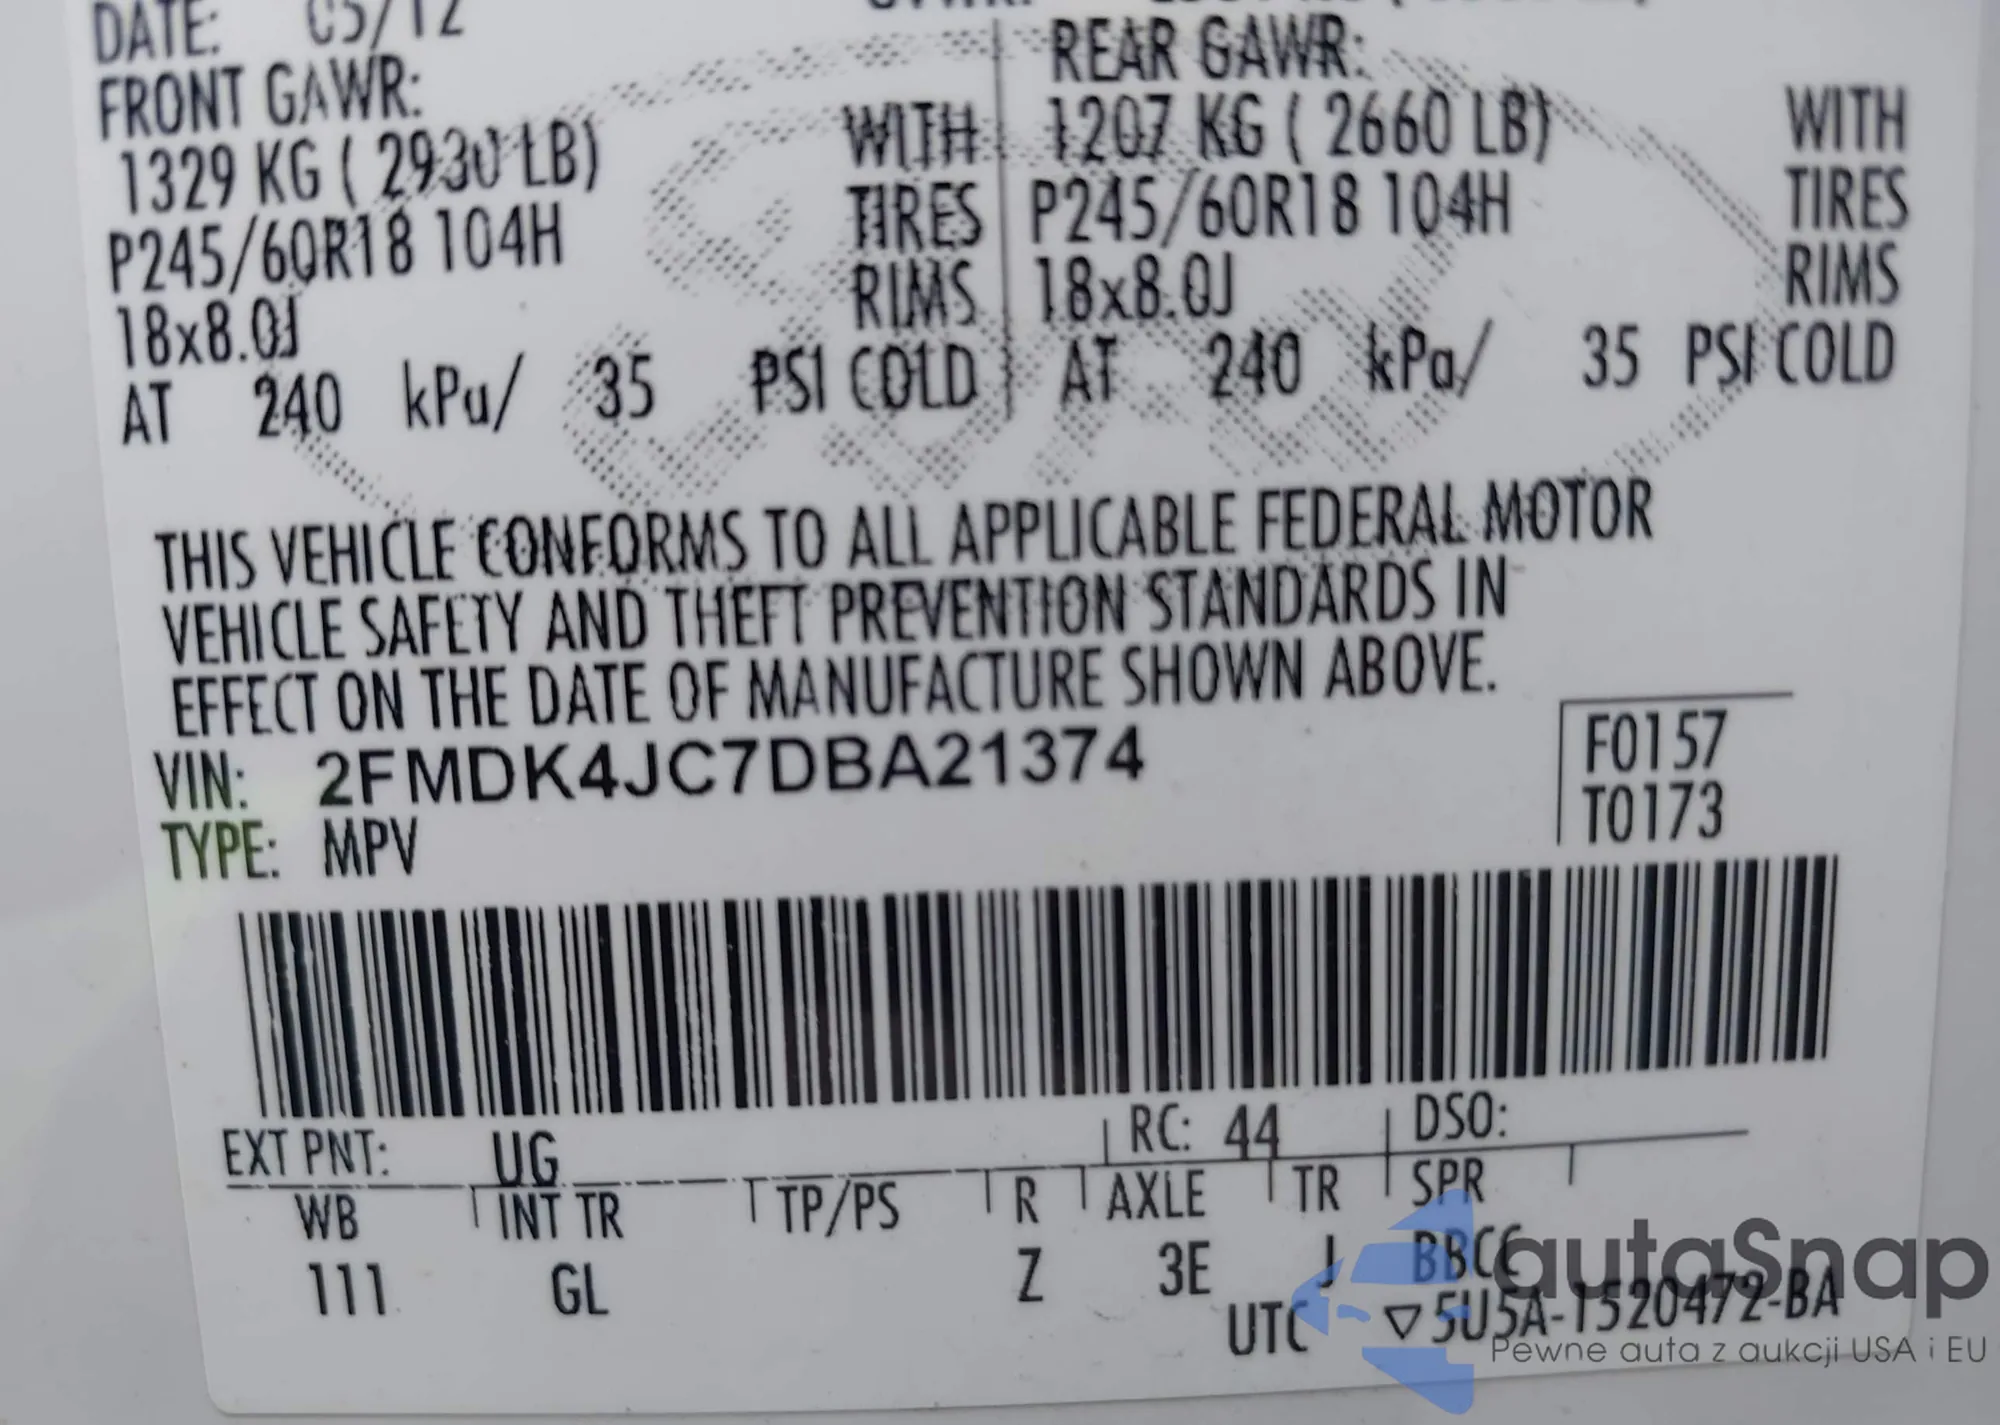 DATE: 05/12
FRONT GAWR: REAR GAWR:
1329 KG ( 2930 LB) WITH 1207 KG ( 2660 LB) WITH
P245/60R18 104H TIRES P245/60R18 104H TIRES
18x8.0J RIMS 18x8.0J RIMS
AT 240 kPa/ 35 PSI COLD AT 240 kPa/ 35 PSI COLD
THIS VEHICLE CONFORMS TO ALL APPLICABLE FEDERAL MOTOR
VEHICLE SAFETY AND THEFT PREVENTION STANDARDS IN
EFFECT ON THE DATE OF MANUFACTURE SHOWN ABOVE.
VIN: 2FMDK4JC7DBA21374 F0157
TYPE: MPV T0173
EXT PNT: UG RC: 44 DSO:
WB INT TR TP/PS R AXLE TR SPR
111 GL Z 3E J BBCC
UTC ▽5U5A-1520472-BA
autoSnap
Pewne auta z aukcji USA i EU